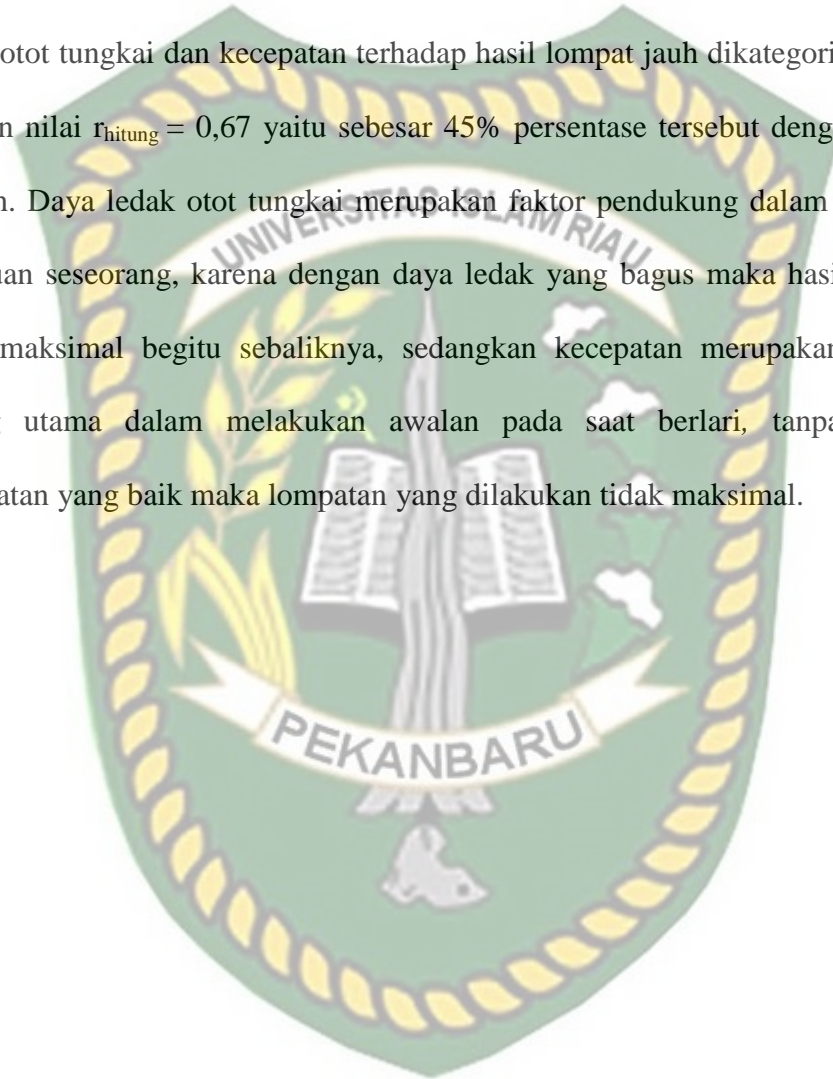 otot tungkai dan kecepatan terhadap hasil lompat jauh dikategori
n nilai rhitung = 0,67 yaitu sebesar 45% persentase tersebut deng
n. Daya ledak otot tungkai merupakan faktor pendukung dalam
uan seseorang, karena dengan daya ledak yang bagus maka hasi
maksimal begitu sebaliknya, sedangkan kecepatan merupakan
utama dalam melakukan awalan pada saat berlari, tanpa
atan yang baik maka lompatan yang dilakukan tidak maksimal.
UNIVERSITAS ISLAM RIAU
PEKANBARU